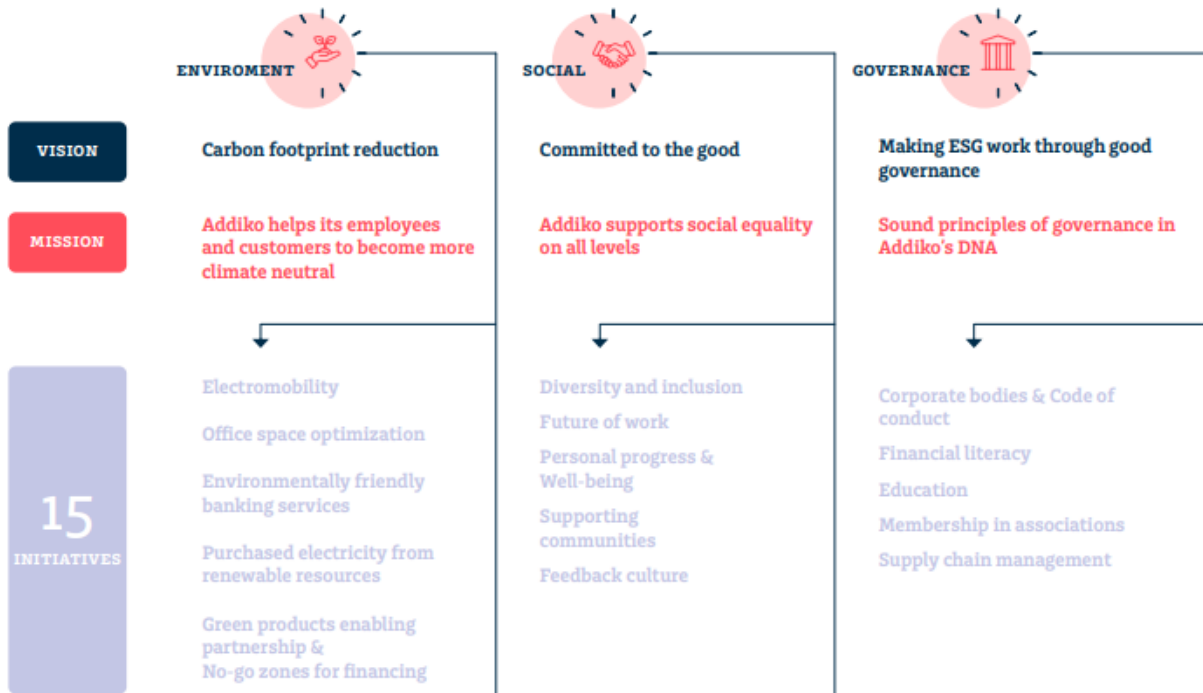 ENVIROMENT
SOCIAL
GOVERNANCE
VISION
Carbon footprint reduction
Committed to the good
Making ESG work through good
governance
MISSION
Addiko helps its employees
and customers to become more
climate neutral
Addiko supports social equality
on all levels
Sound principles of governance in
Addiko's DNA
15
INITIATIVES
Electromobility
Office space optimization
Environmentally friendly
banking services
Purchased electricity from
renewable resources
Green products enabling
partnership &
No-go zones for financing
Diversity and inclusion
Future of work
Personal progress &
Well-being
Supporting
communities
Feedback culture
Corporate bodies & Code of
conduct
Financial literacy
Education
Membership in associations
Supply chain management